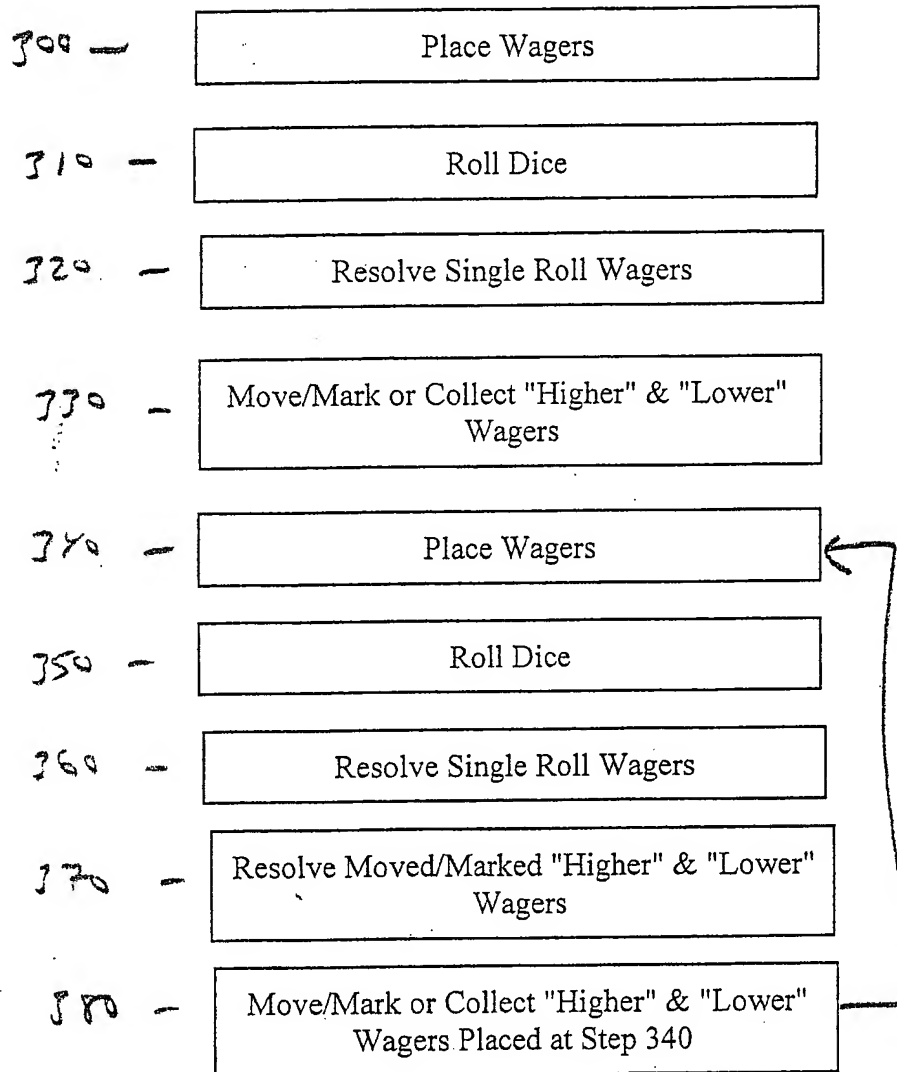 300 — Place Wagers
310 — Roll Dice
320 — Resolve Single Roll Wagers
330 — Move/Mark or Collect "Higher" & "Lower"
Wagers
340 — Place Wagers
350 — Roll Dice
360 — Resolve Single Roll Wagers
370 — Resolve Moved/Marked "Higher" & "Lower"
Wagers
380 — Move/Mark or Collect "Higher" & "Lower"
Wagers Placed at Step 340